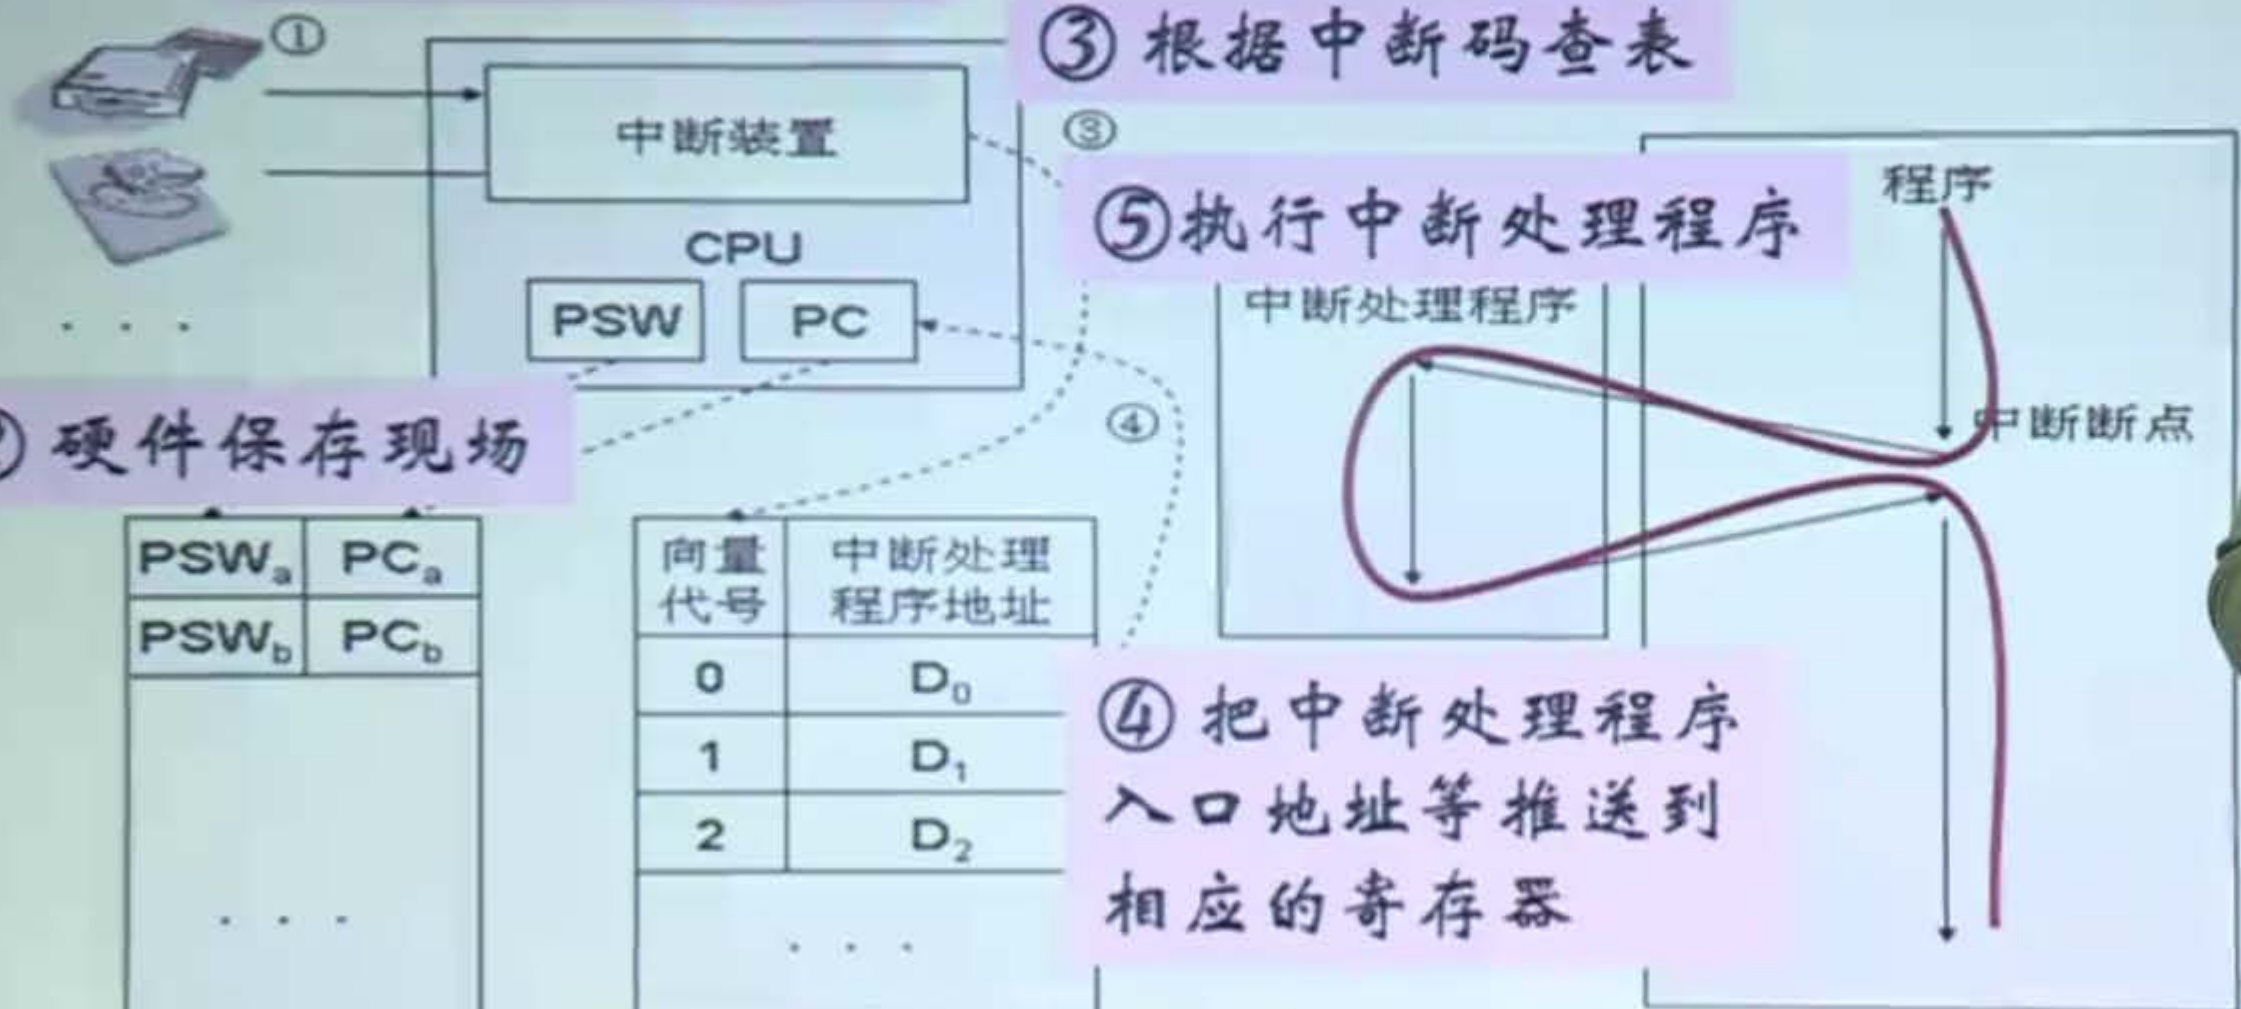 ①
③ 根据中断码查表
中断装置
③
⑤执行中断处理程序
程序
CPU
PSW
PC
中断处理程序
. . .
硬件保存现场
④
中断断点
PSWa
PCa
PSWb
PCb
向量
代号
中断处理
程序地址
0
D0
1
D1
2
D2
④ 把中断处理程序
入口地址等推送到
相应的寄存器
. . .
. . .